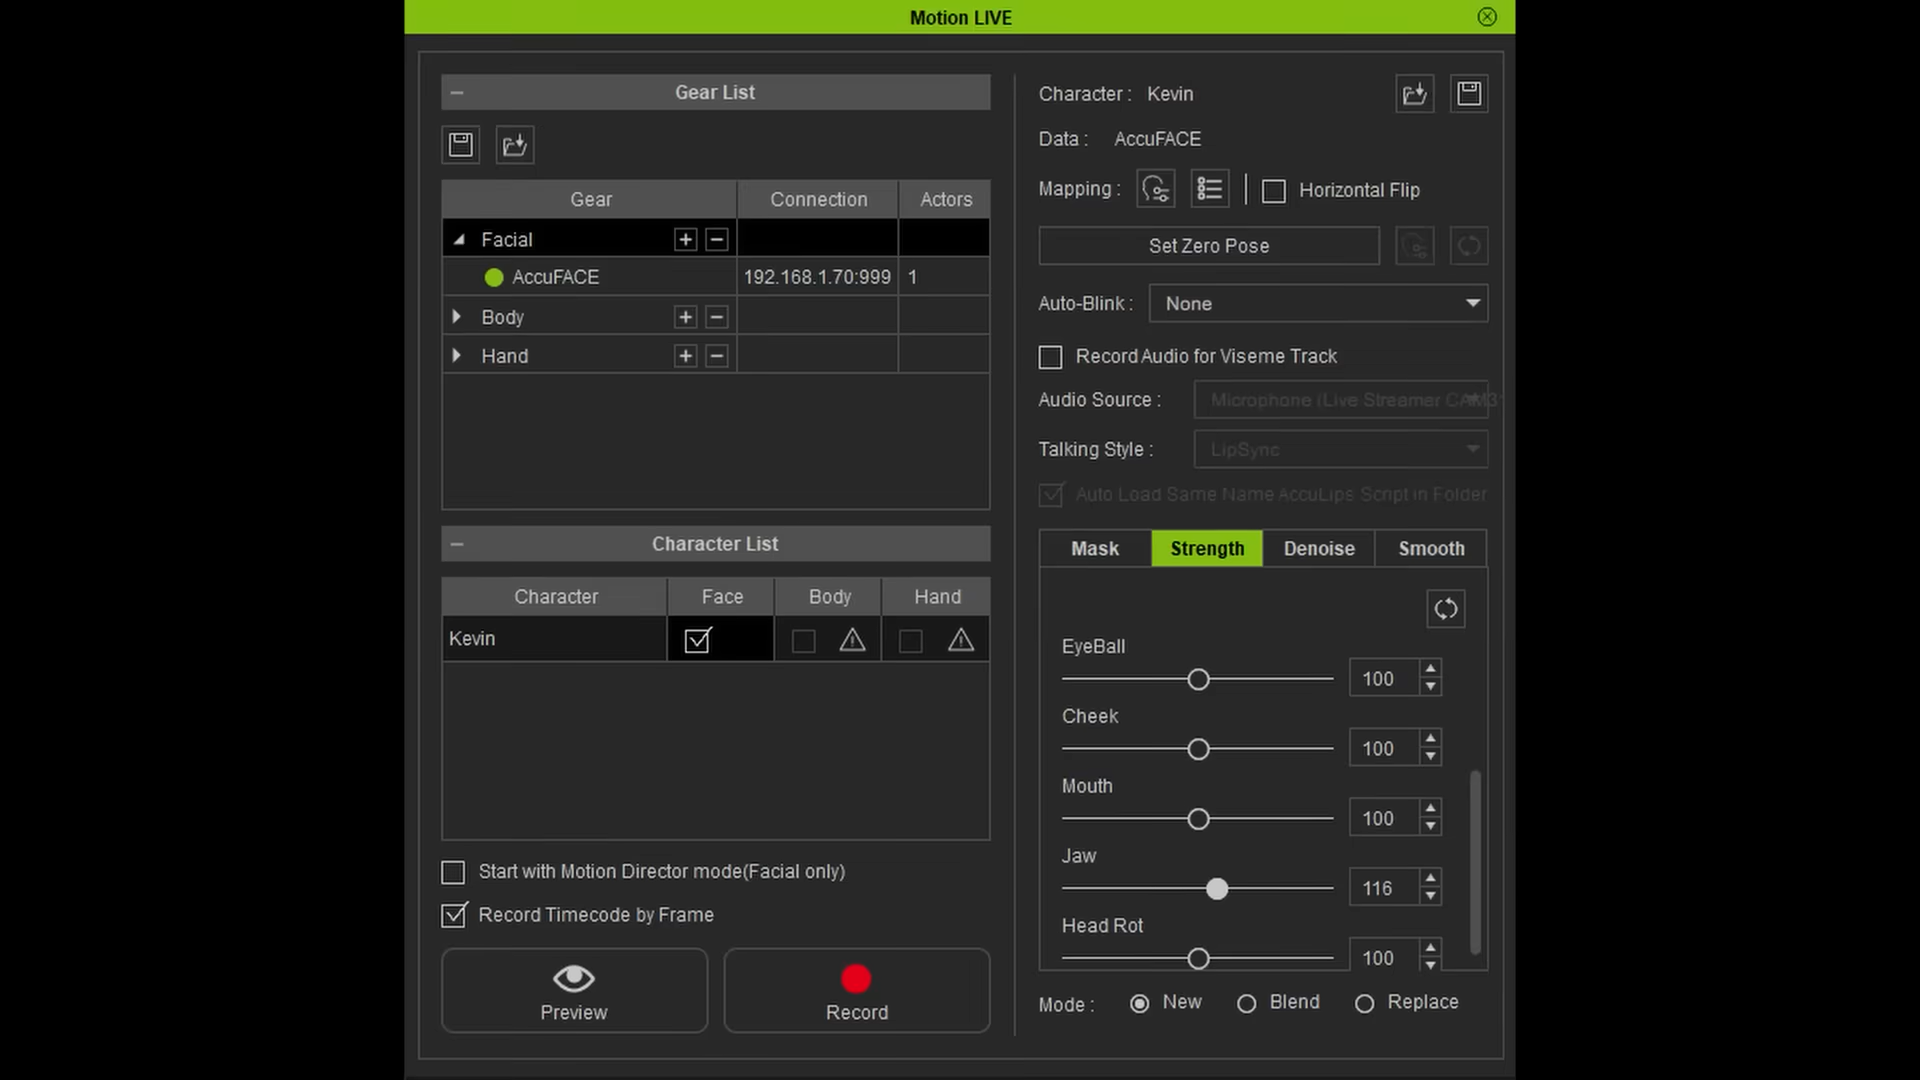 Motion LIVE
Gear List
Gear Connection Actors
Facial
AccuFACE 192.168.1.70:999 1
Body
Hand
Character List
Character Face Body Hand
Kevin
Start with Motion Director mode(Facial only)
Record Timecode by Frame
Preview
Record
Character : Kevin
Data : AccuFACE
Mapping : Horizontal Flip
Set Zero Pose
Auto-Blink : None
Record Audio for Viseme Track
Audio Source : Microphone (Live Streamer CAM3
Talking Style : LipSync
Auto Load Same Name AccuLips Script in Folder
Mask Strength Denoise Smooth
EyeBall
100
Cheek
100
Mouth
100
Jaw
116
Head Rot
100
Mode : New Blend Replace